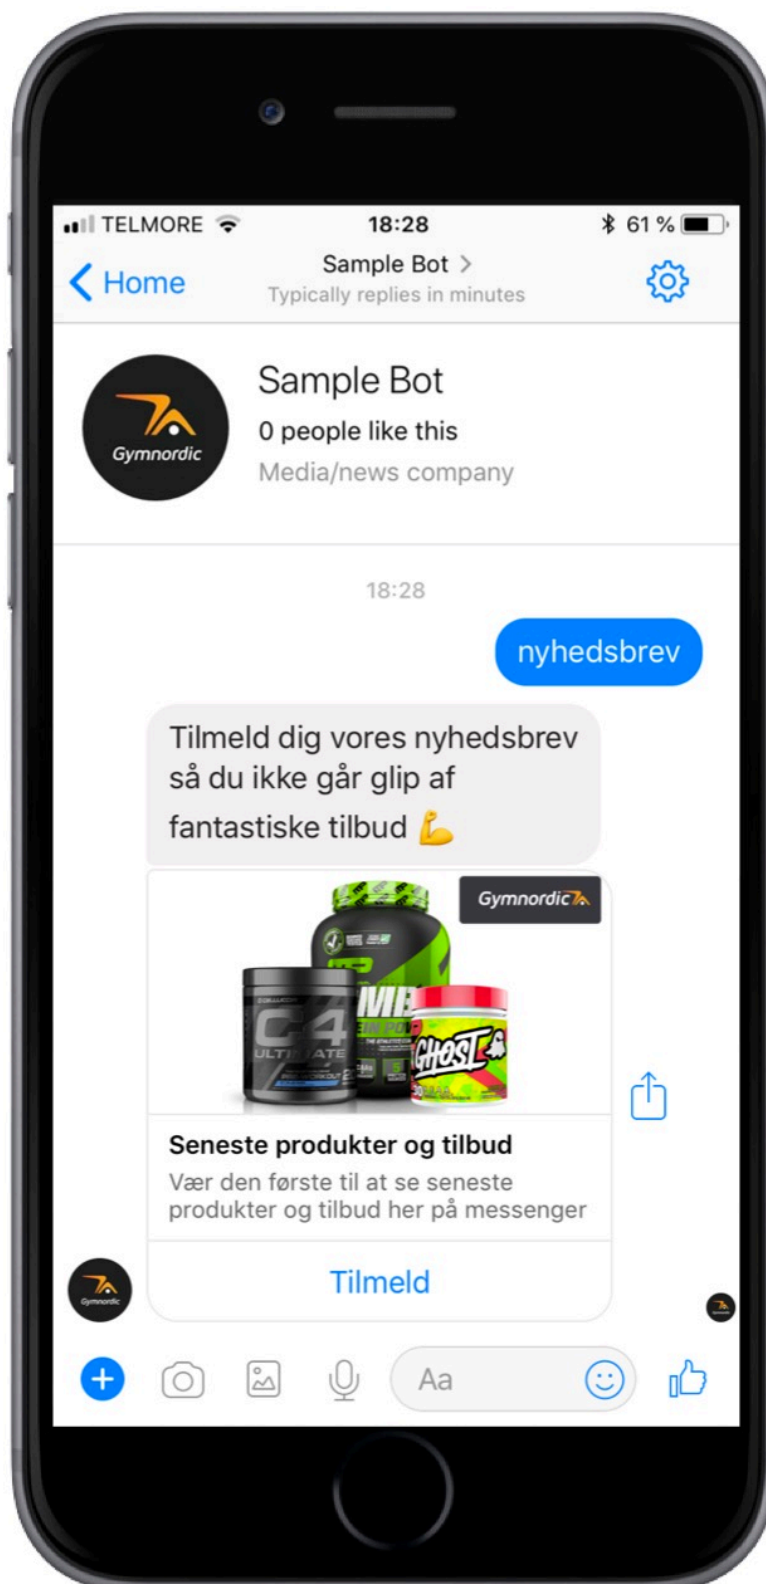 TELMORE 18:28 61 %
Home
Sample Bot
Typically replies in minutes
Gymnordic
Sample Bot
0 people like this
Media/news company
18:28
nyhedsbrev
Tilmeld dig vores nyhedsbrev
så du ikke går glip af
fantastiske tilbud 💪
Gymnordic
C4
ULTIMATE
PRE-WORKOUT
GHOST
Seneste produkter og tilbud
Vær den første til at se seneste
produkter og tilbud her på messenger
Tilmeld
Gymnordic
Aa